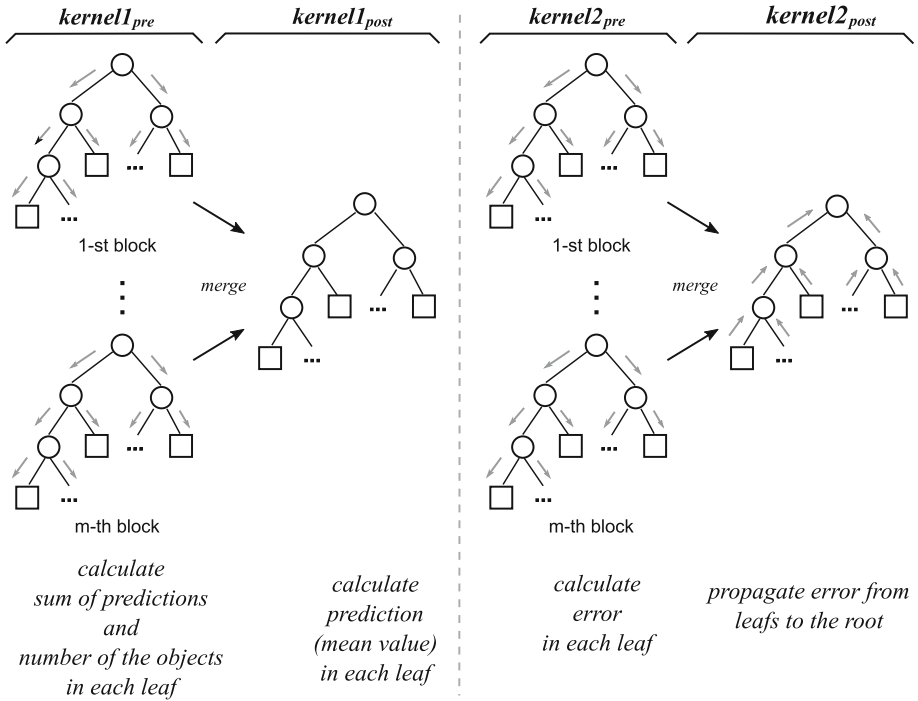 kernel1pre
kernel1post
kernel2pre
kernel2post
...
...
1-st block
merge
...
...
m-th block
...
...
...
...
1-st block
merge
...
...
m-th block
...
...
calculate
sum of predictions
and
number of the objects
in each leaf
calculate
prediction
(mean value)
in each leaf
calculate
error
in each leaf
propagate error from
leafs to the root